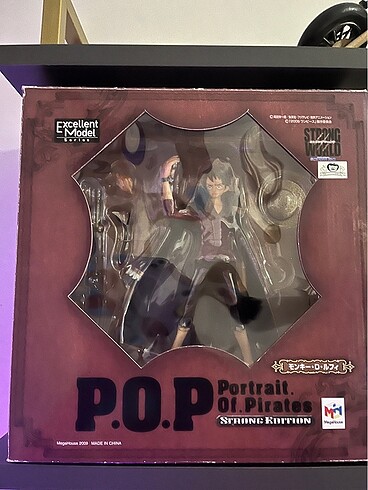 Excellent
Model
Series
STRONG
WORLD
モンキー・D・ルフィ
P.O.P
Portrait.
Of.Pirates
STRONG EDITION
MegaHouse
MegaHouse 2009 MADE IN CHINA